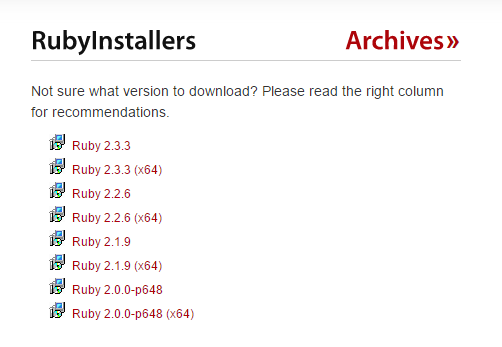 RubyInstallers Archives»
Not sure what version to download? Please read the right column
for recommendations.
Ruby 2.3.3
Ruby 2.3.3 (x64)
Ruby 2.2.6
Ruby 2.2.6 (x64)
Ruby 2.1.9
Ruby 2.1.9 (x64)
Ruby 2.0.0-p648
Ruby 2.0.0-p648 (x64)